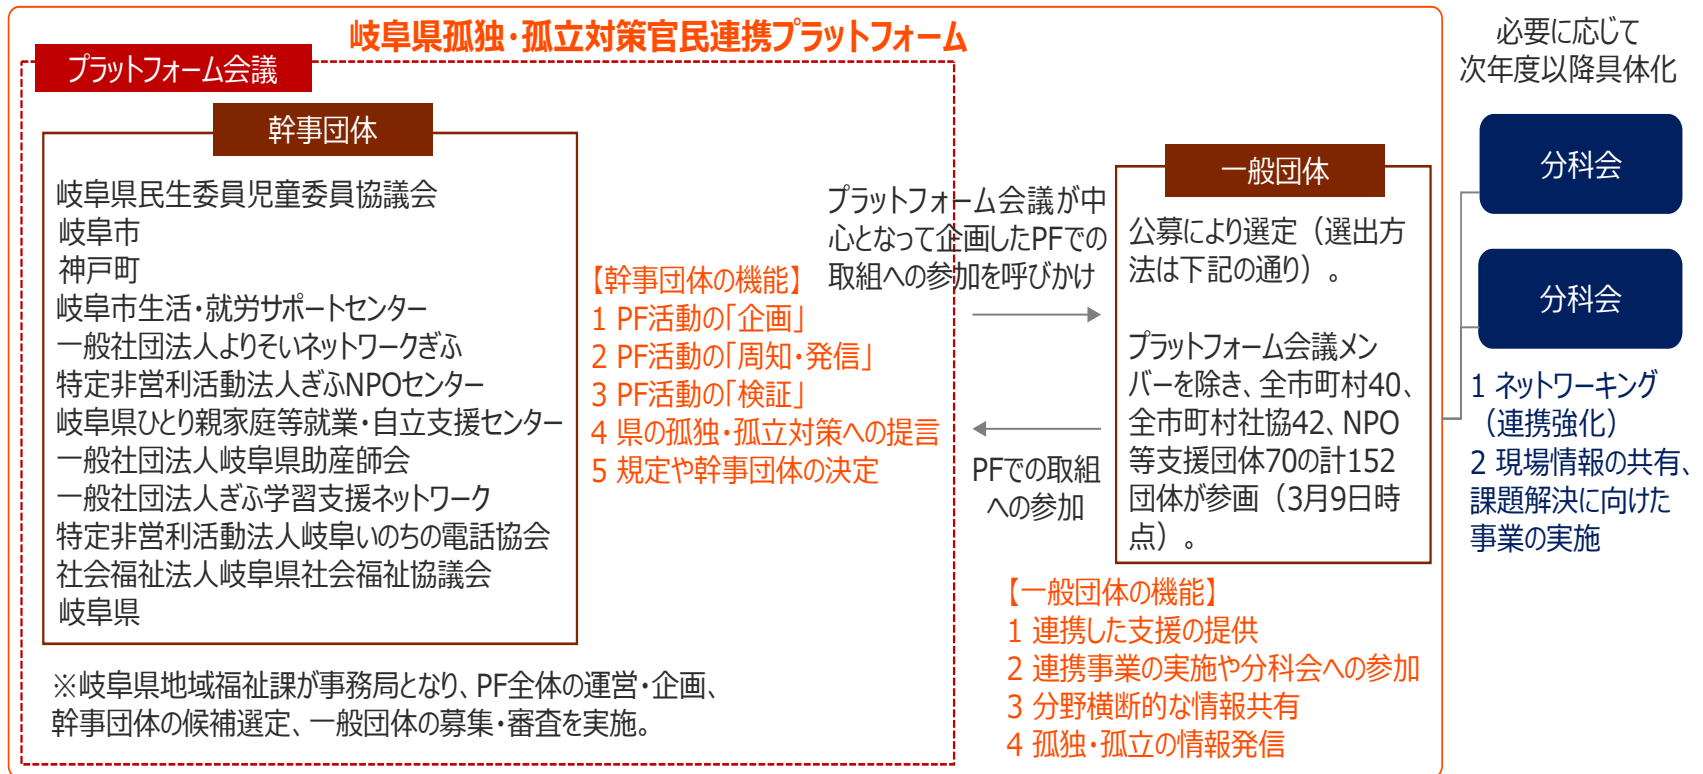 岐阜県孤独・孤立対策官民連携プラットフォーム
プラットフォーム会議
幹事団体
岐阜県民生委員児童委員協議会
岐阜市
神戸町
岐阜市生活・就労サポートセンター
一般社団法人よりそいネットワークぎふ
特定非営利活動法人ぎふNPOセンター
岐阜県ひとり親家庭等就業・自立支援センター
一般社団法人岐阜県助産師会
一般社団法人ぎふ学習支援ネットワーク
特定非営利活動法人岐阜いのちの電話協会
社会福祉法人岐阜県社会福祉協議会
岐阜県
※岐阜県地域福祉課が事務局となり、PF全体の運営・企画、
幹事団体の候補選定、一般団体の募集・審査を実施。
【幹事団体の機能】
1 PF活動の「企画」
2 PF活動の「周知・発信」
3 PF活動の「検証」
4 県の孤独・孤立対策への提言
5 規定や幹事団体の決定
プラットフォーム会議が中
心となって企画したPFでの
取組への参加を呼びかけ
PFでの取組
への参加
一般団体
公募により選定（選出方
法は下記の通り）。
プラットフォーム会議メン
バーを除き、全市町村40、
全市町村社協42、NPO
等支援団体70の計152
団体が参画（3月9日時
点）。
【一般団体の機能】
1 連携した支援の提供
2 連携事業の実施や分科会への参加
3 分野横断的な情報共有
4 孤独・孤立の情報発信
必要に応じて
次年度以降具体化
分科会
分科会
1 ネットワーキング
（連携強化）
2 現場情報の共有、
課題解決に向けた
事業の実施